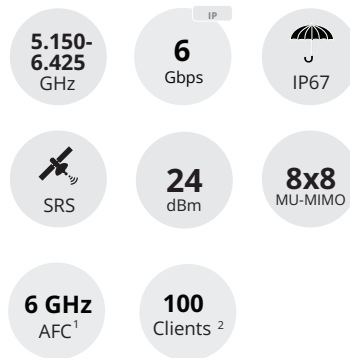 IP
5.150-
6.425
GHz
6
Gbps
IP67
SRS
24
dBm
8x8
MU-MIMO
6 GHz
AFC1
100
Clients 2